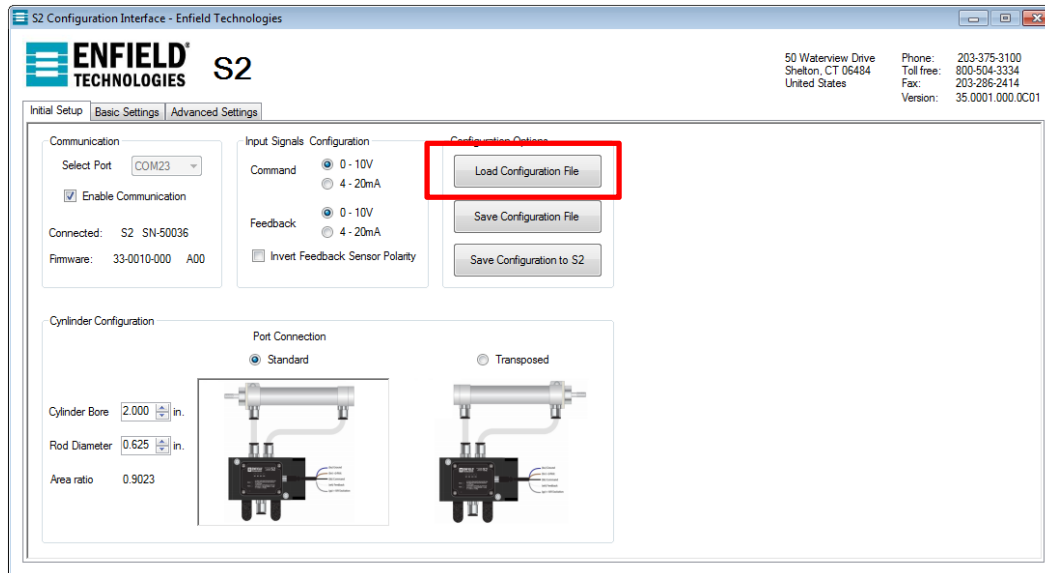 S2 Configuration Interface - Enfield Technologies
ENFIELD®
TECHNOLOGIES
S2
50 Waterview Drive
Shelton, CT 06484
United States
Phone: 203-375-3100
Toll free: 800-504-3334
Fax: 203-286-2414
Version: 35.0001.000.0C01
Initial Setup Basic Settings Advanced Settings
Communication
Select Port COM23
Enable Communication
Connected: S2 SN-50036
Firmware: 33-0010-000 A00
Input Signals Configuration
Command 0 - 10V
4 - 20mA
Feedback 0 - 10V
4 - 20mA
Invert Feedback Sensor Polarity
Configuration Options
Load Configuration File
Save Configuration File
Save Configuration to S2
Cynlinder Configuration
Port Connection
Standard
Transposed
Cylinder Bore 2.000 in.
Rod Diameter 0.625 in.
Area ratio 0.9023